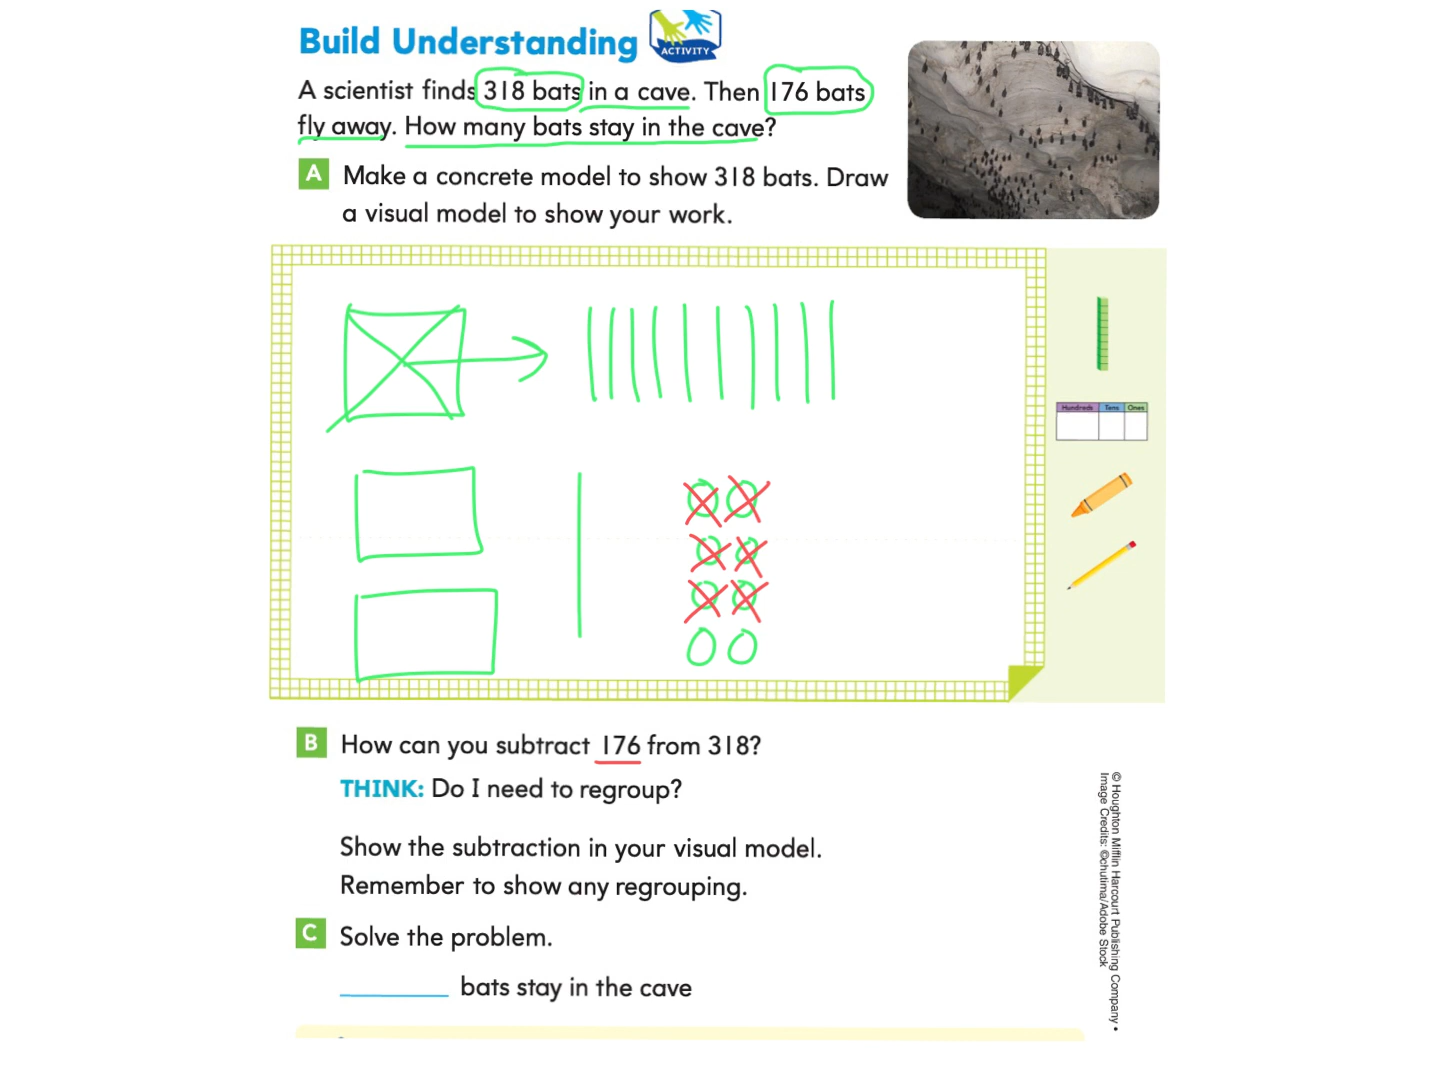 Build Understanding
ACTIVITY
A scientist finds 318 bats in a cave. Then 176 bats
fly away. How many bats stay in the cave?
A Make a concrete model to show 318 bats. Draw
a visual model to show your work.
Hundreds Tens Ones
B How can you subtract 176 from 318?
THINK: Do I need to regroup?
Show the subtraction in your visual model.
Remember to show any regrouping.
C Solve the problem.
bats stay in the cave
© Houghton Mifflin Harcourt Publishing Company •
Image Credits: ©chutima/Adobe Stock